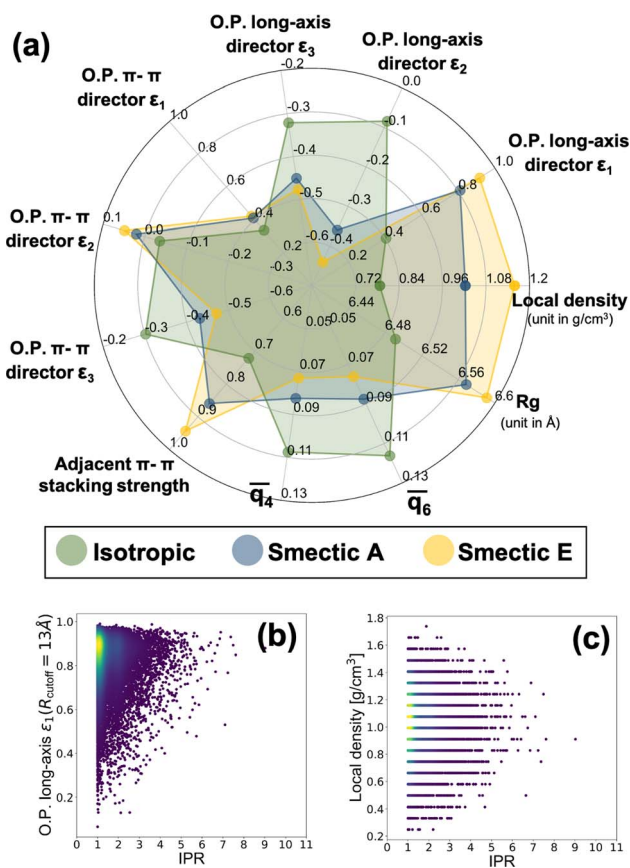 (a)
O.P. long-axis
director ε₃
-0.2
-0.3
-0.4
-0.5
-0.6
O.P. long-axis
director ε₂
0.0
-0.1
-0.2
-0.3
-0.4
O.P. long-axis
director ε₁
1.0
0.8
0.6
0.4
0.2
Local density
(unit in g/cm³)
1.2
1.08
0.96
0.84
0.72
Rg
(unit in Å)
6.6
6.56
6.52
6.48
6.44
q₆
0.13
0.11
0.09
0.07
0.05
q₄
0.13
0.11
0.09
0.07
0.05
Adjacent π- π
stacking strength
1.0
0.9
0.8
0.7
0.6
O.P. π- π
director ε₃
-0.2
-0.3
-0.4
-0.5
-0.6
O.P. π- π
director ε₂
0.1
0.0
-0.1
-0.2
-0.3
O.P. π- π
director ε₁
1.0
0.8
0.6
0.4
0.2
Isotropic
Smectic A
Smectic E
(b)
O.P. long-axis ε₁(R_cutoff = 13Å)
1.0
0.8
0.6
0.4
0.2
0 1 2 3 4 5 6 7 8 9 10 11
IPR
(c)
Local density [g/cm³]
1.8
1.6
1.4
1.2
1.0
0.8
0.6
0.4
0.2
0 1 2 3 4 5 6 7 8 9 10 11
IPR